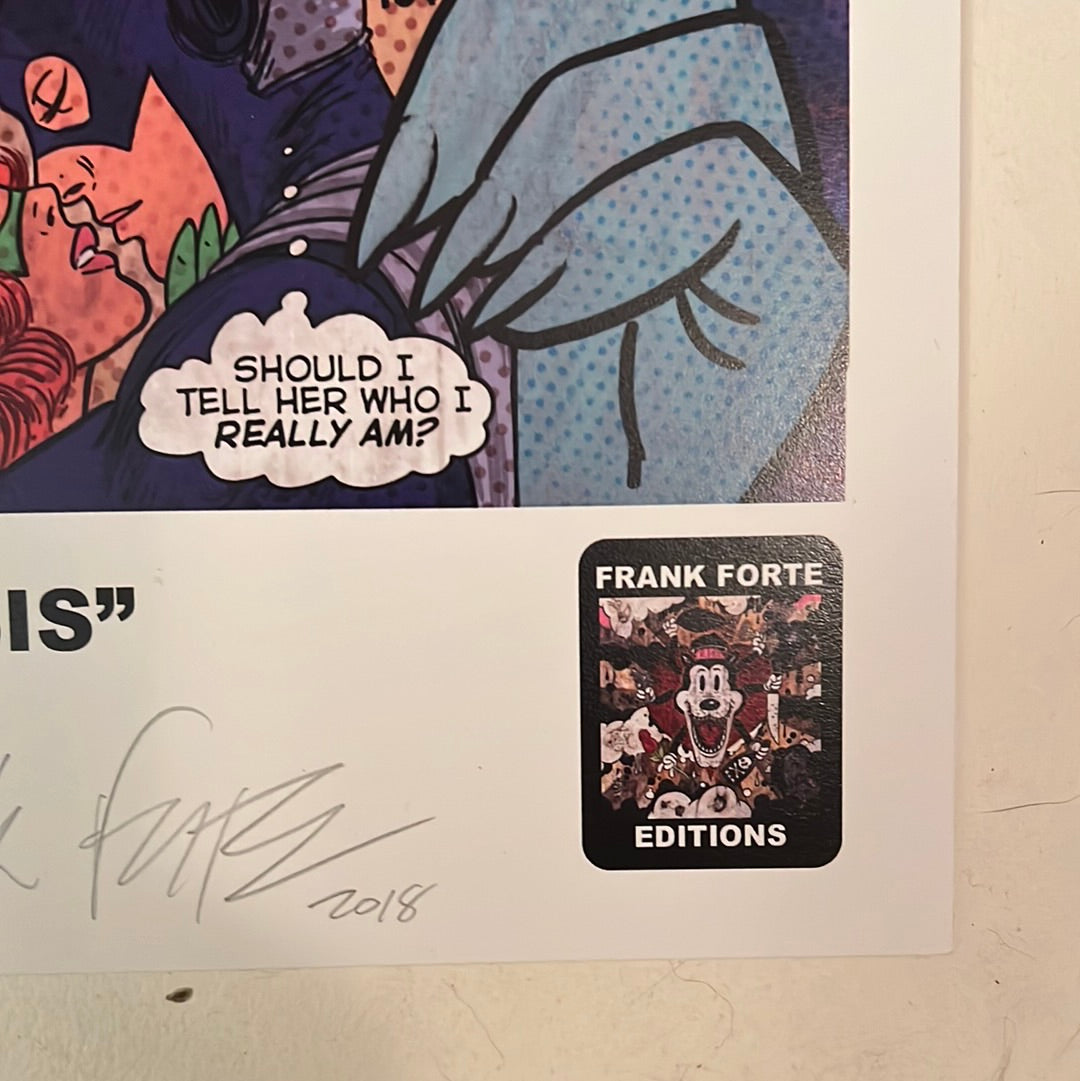 SHOULD I
TELL HER WHO I
REALLY AM?
IS”
FRANK FORTE
EDITIONS
2018